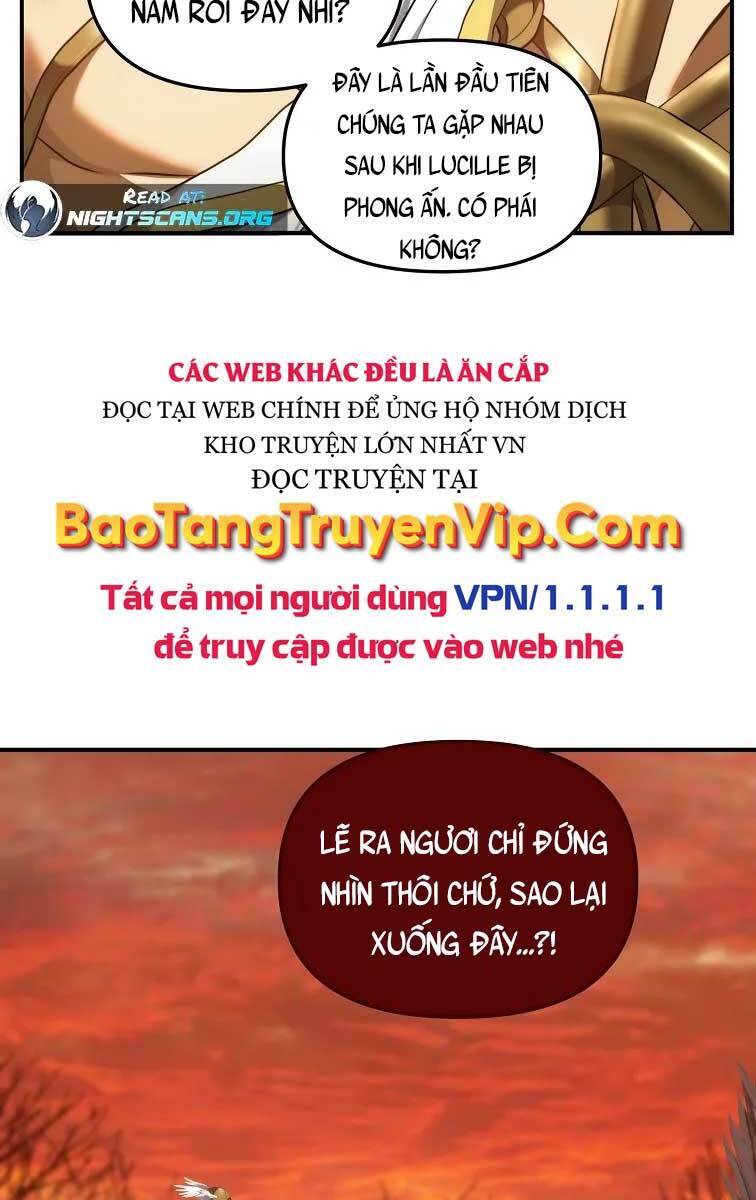 NĂM RỒI ĐẤY NHỈ?
ĐÂY LÀ LẦN ĐẦU TIÊN
CHÚNG TA GẶP NHAU
SAU KHI LUCILLE BỊ
PHONG ẤN. CÓ PHẢI
KHÔNG?
READ AT:
NIGHTSCANS.ORG
CÁC WEB KHÁC ĐỀU LÀ ĂN CẮP
ĐỌC TẠI WEB CHÍNH ĐỂ ỦNG HỘ NHÓM DỊCH
KHO TRUYỆN LỚN NHẤT VN
ĐỌC TRUYỆN TẠI
BaoTangTruyenVip.Com
Tất cả mọi người dùng VPN/1.1.1.1
để truy cập được vào web nhé
LẼ RA NGƯƠI CHỈ ĐỨNG
NHÌN THÔI CHỨ, SAO LẠI
XUỐNG ĐÂY...?!